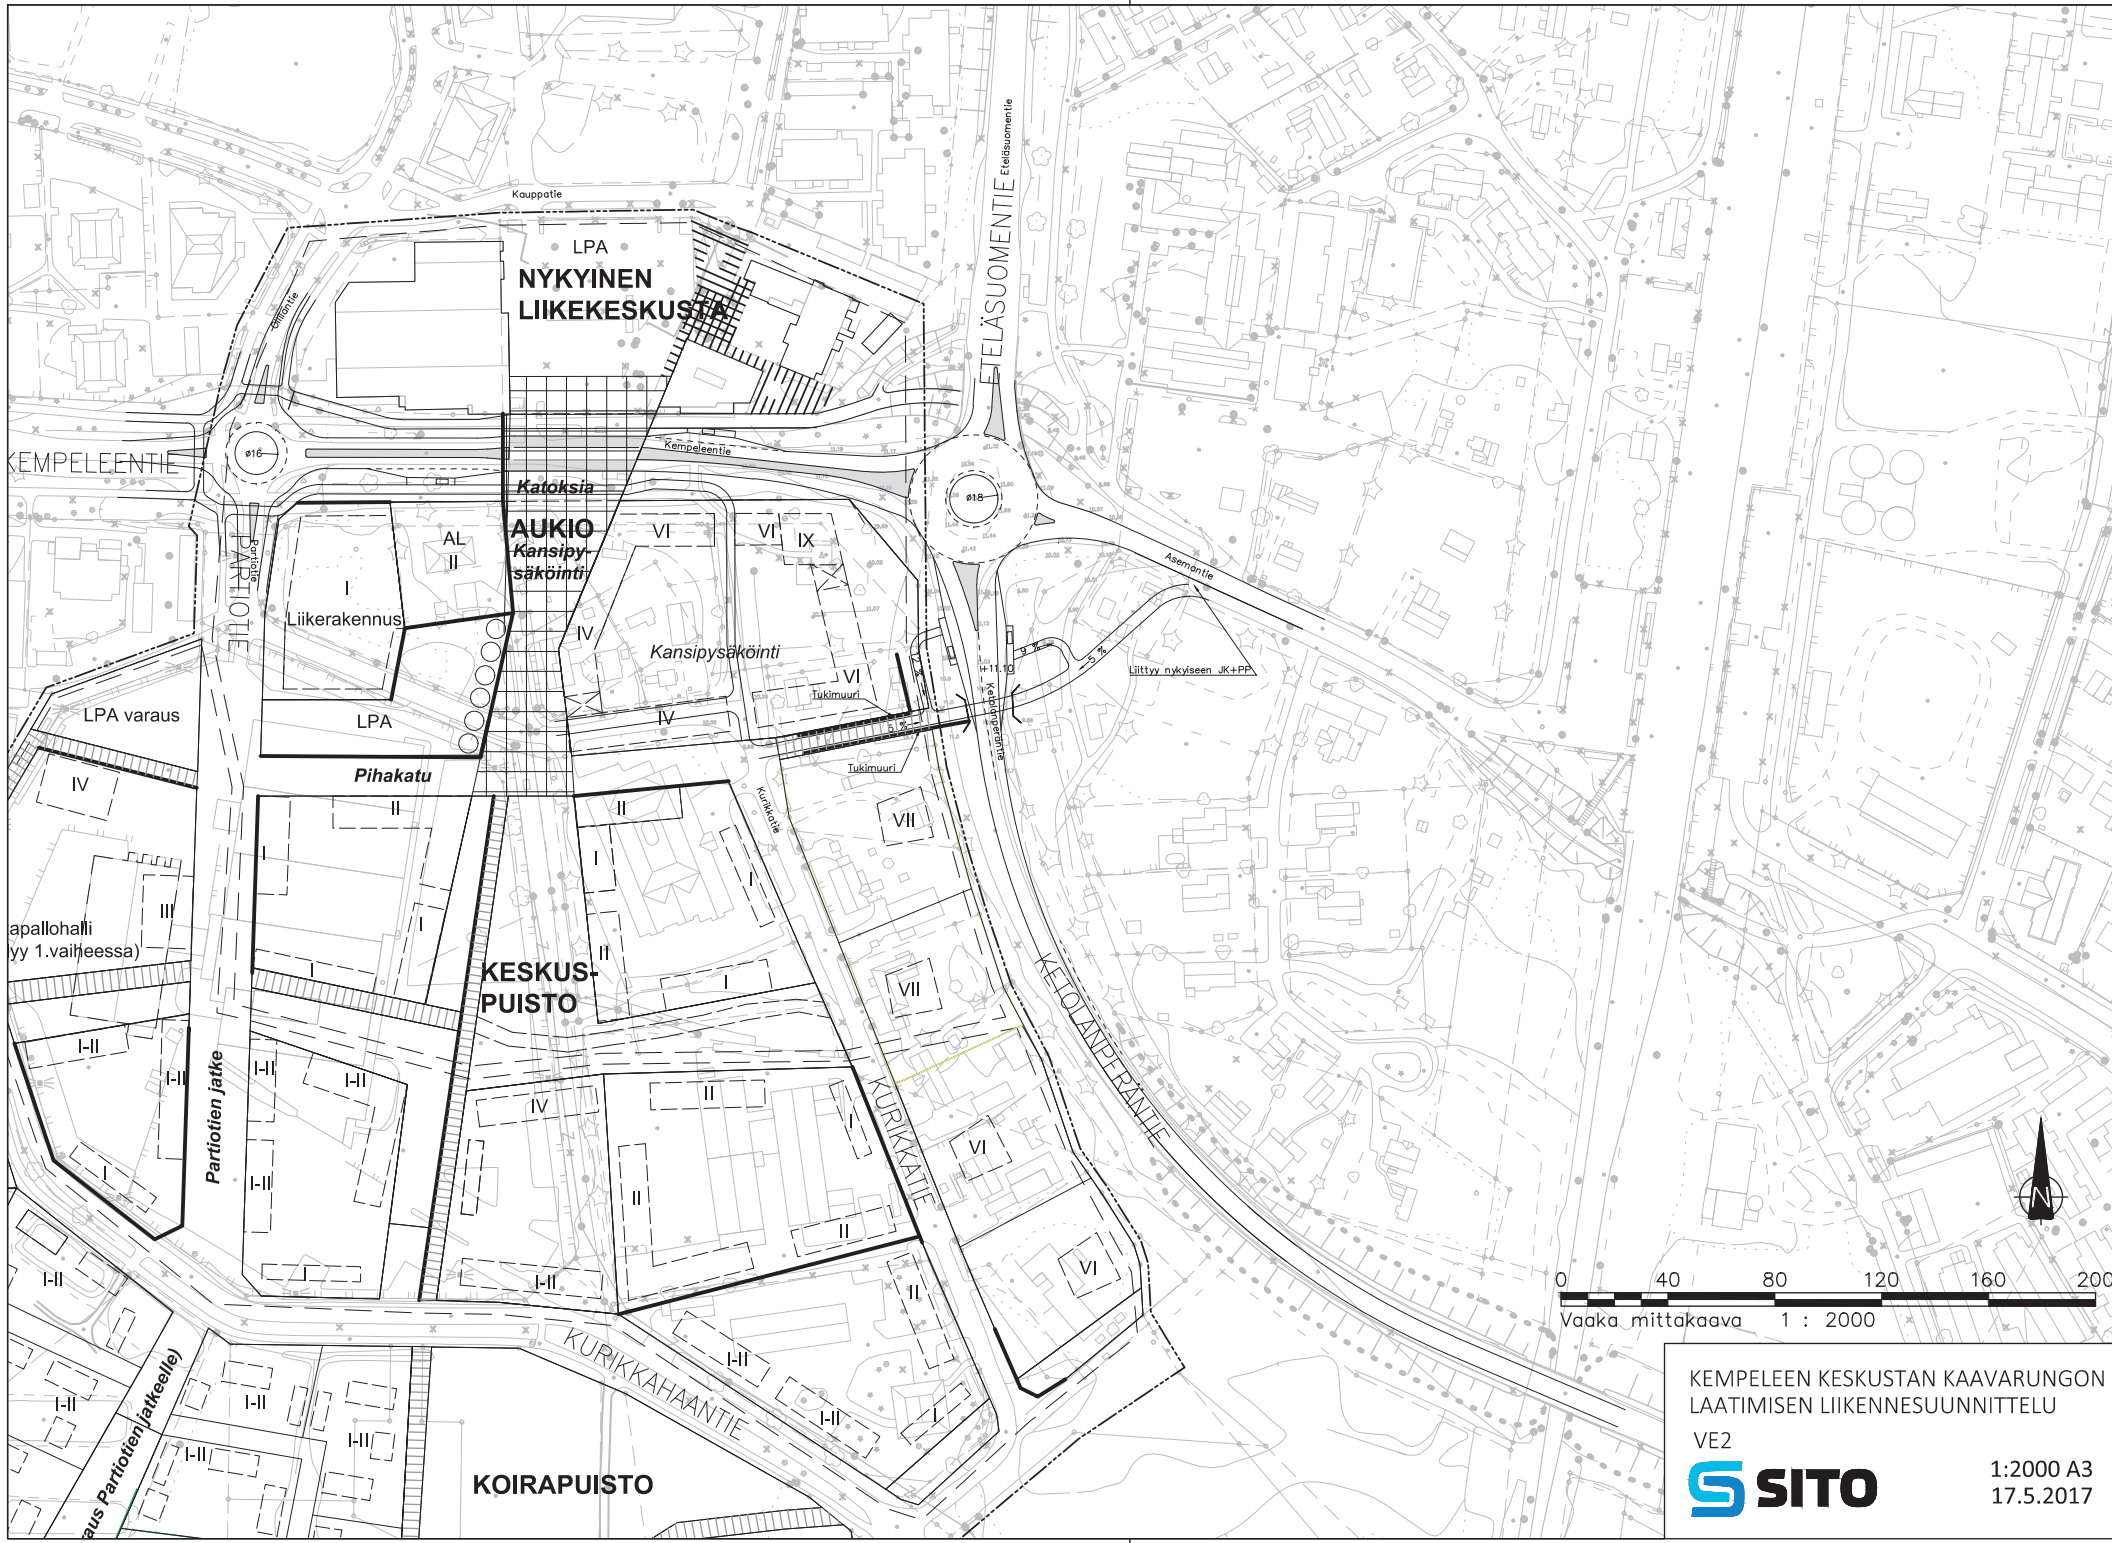 Kauppatie
LPA
NYKYINEN
LIIKEKESKUSTA
Ollilantie
ETELÄSUOMENTIE
Eteläsuomentie
KEMPELEENTIE
ø16
Kempeleentie
ø18
Katoksia
AUKIO
Kansipy-
säköinti
AL
II
VI
VI
IX
PARTIOTIE
Partiotie
I
Liikerakennus
IV
Kansipysäköinti
VI
Tukimuuri
IV
Asemantie
9 %
5 %
H11.10
Liittyy nykyiseen JK+PP
Ketolanperäntie
LPA varaus
LPA
Pihakatu
Tukimuuri
IV
II
II
Kurikkatie
VII
I
I
I
III
I
II
apallohalli
yy 1.vaiheessa)
I
I
KESKUS-
PUISTO
VII
KETOLANPERÄNTIE
I-II
I-II
I-II
I-II
Partiotien jatke
IV
II
I
KURIKKATIE
VI
I
I-II
II
II
I
I-II
I-II
II
VI
N
0 40 80 120 160 200
Vaaka mittakaava 1 : 2000
KURIKKAHAANTIE
I-II
I-II
I
I-II
I-II
I-II
I-II
aus Partiotien jatkeelle)
KOIRAPUISTO
KEMPELEEN KESKUSTAN KAAVARUNGON
LAATIMISEN LIIKENNESUUNNITTELU
VE2
SITO
1:2000 A3
17.5.2017